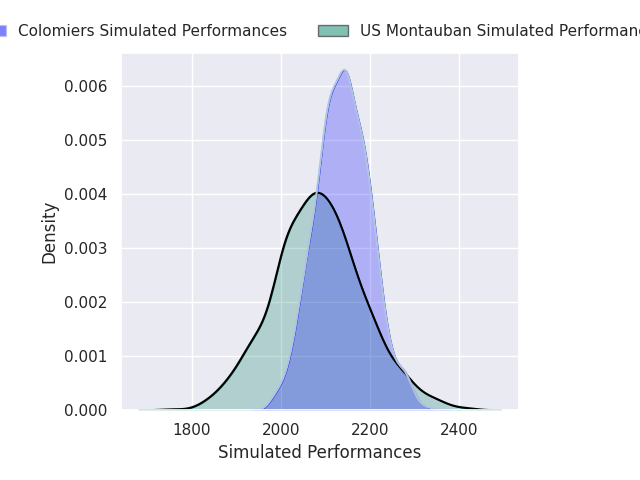 Colomiers Simulated Performances
US Montauban Simulated
0.006
0.005
0.004
0.003
0.002
0.001
0.000
Density
1800 2000 2200 2400
Simulated Performances